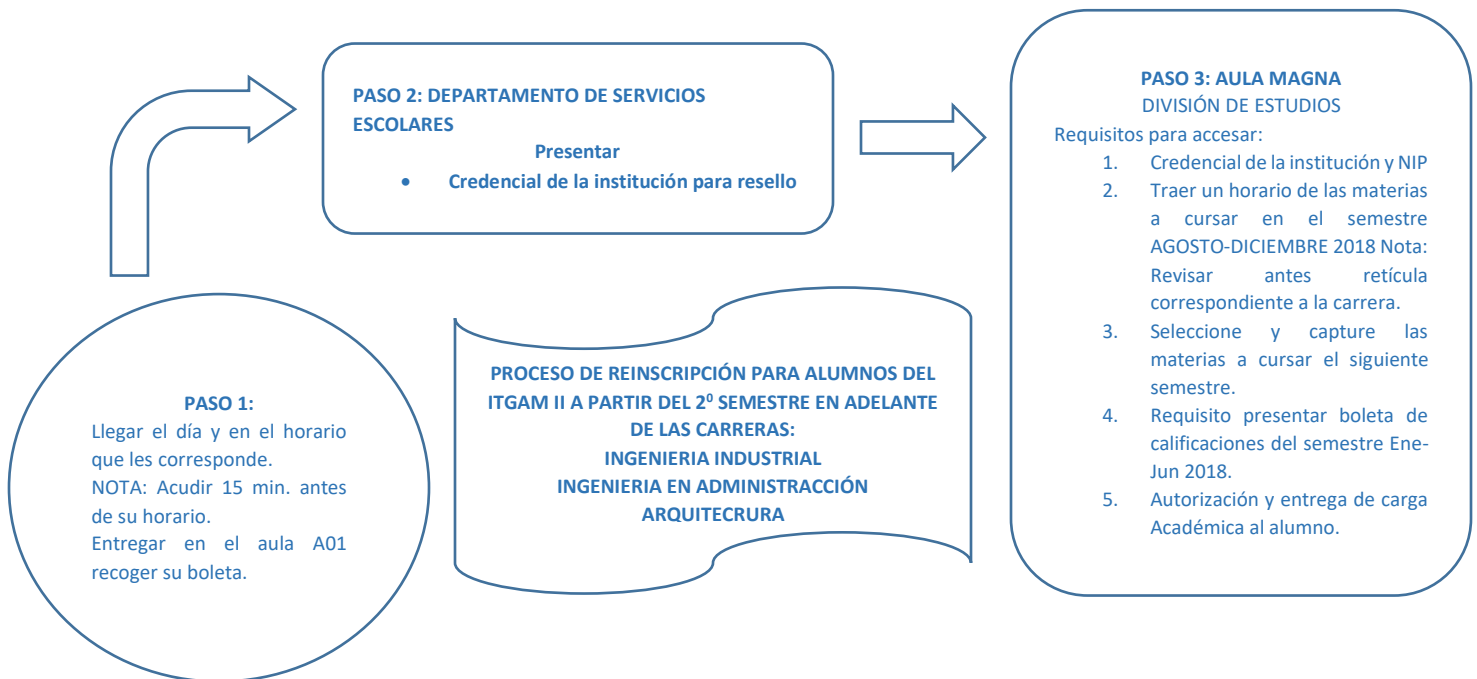 PASO 1:
Llegar el día y en el horario
que les corresponde.
NOTA: Acudir 15 min. antes
de su horario.
Entregar en el aula A01
recoger su boleta.
PASO 2: DEPARTAMENTO DE SERVICIOS
ESCOLARES
Presentar
• Credencial de la institución para resello
PASO 3: AULA MAGNA
DIVISIÓN DE ESTUDIOS
Requisitos para accesar:
1. Credencial de la institución y NIP
2. Traer un horario de las materias
a cursar en el semestre
AGOSTO-DICIEMBRE 2018 Nota:
Revisar antes retícula
correspondiente a la carrera.
3. Seleccione y capture las
materias a cursar el siguiente
semestre.
4. Requisito presentar boleta de
calificaciones del semestre Ene-
Jun 2018.
5. Autorización y entrega de carga
Académica al alumno.
PROCESO DE REINSCRIPCIÓN PARA ALUMNOS DEL
ITGAM II A PARTIR DEL 2⁰ SEMESTRE EN ADELANTE
DE LAS CARRERAS:
INGENIERIA INDUSTRIAL
INGENIERIA EN ADMINISTRACCIÓN
ARQUITECRURA